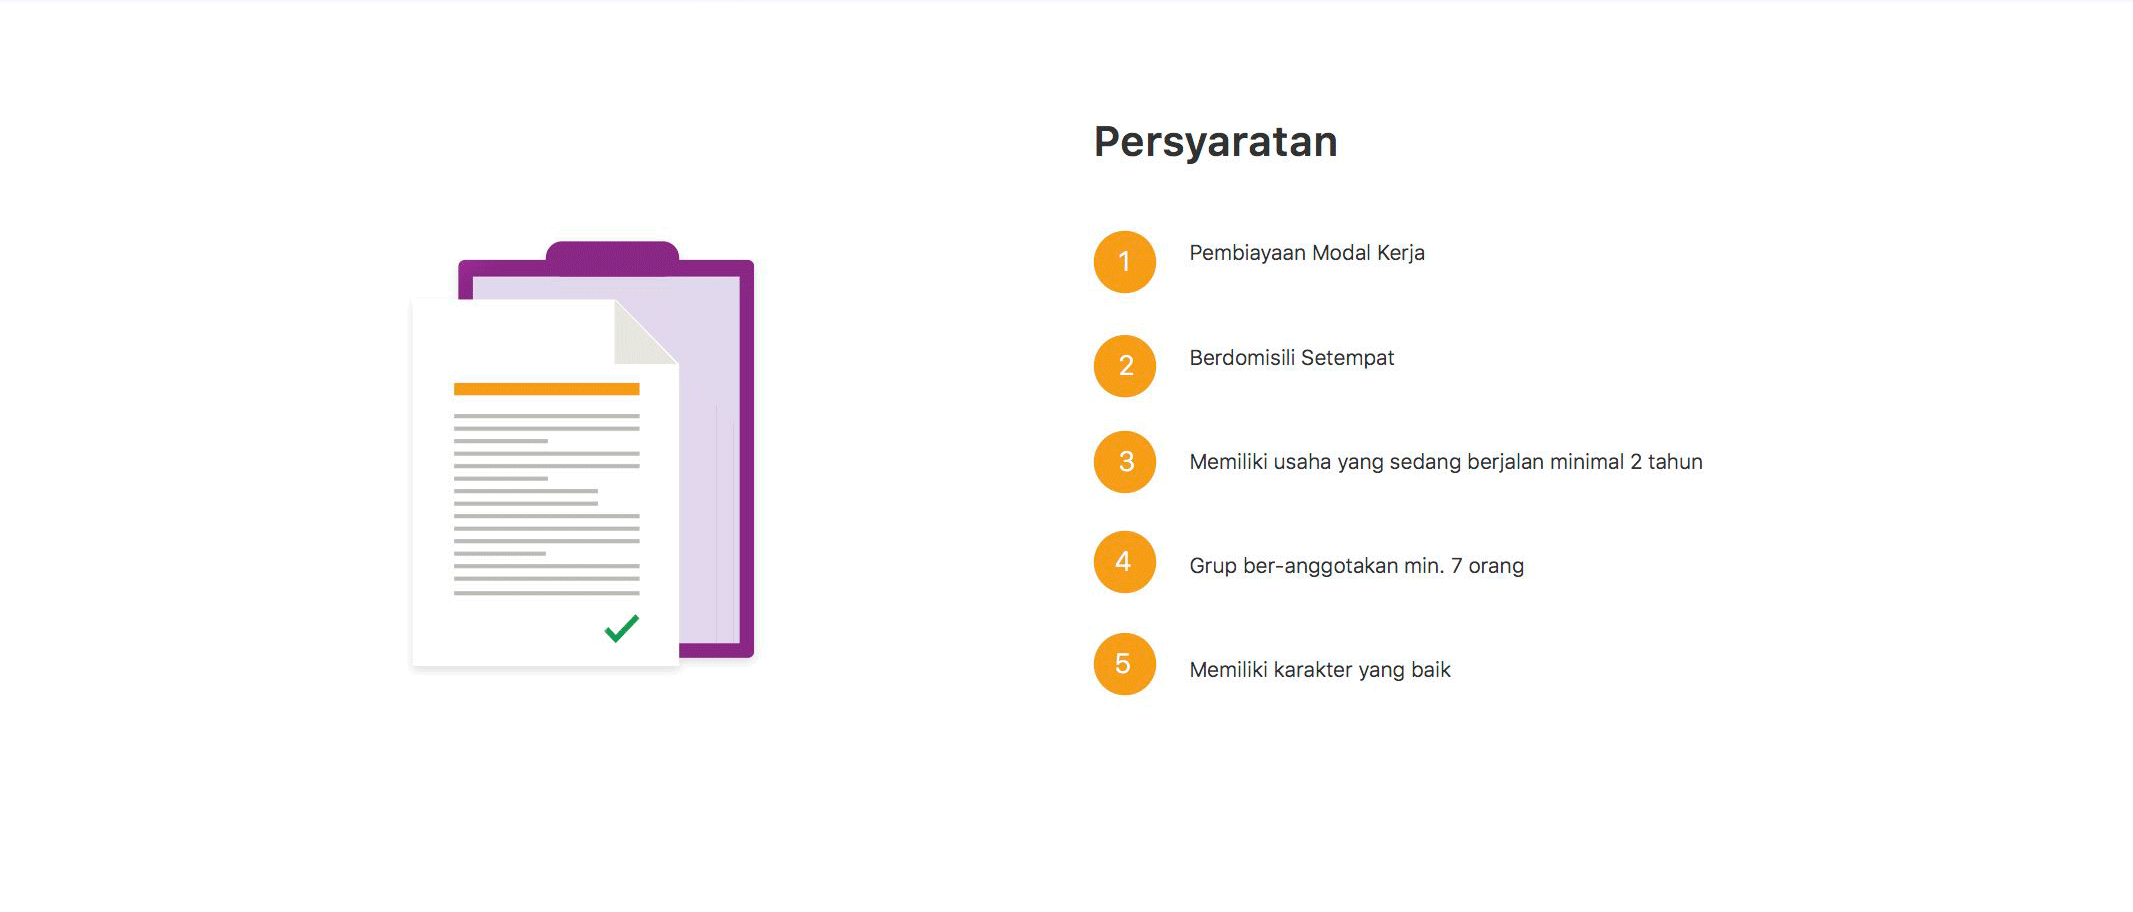 Persyaratan
1 Pembiayaan Modal Kerja
2 Berdomisili Setempat
3 Memiliki usaha yang sedang berjalan minimal 2 tahun
4 Grup ber-anggotakan min. 7 orang
5 Memiliki karakter yang baik